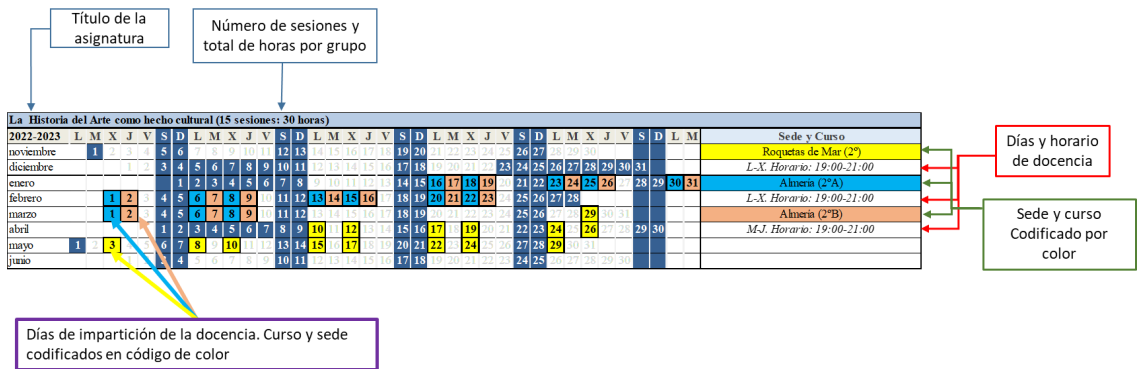 Título de la
asignatura
Número de sesiones y
total de horas por grupo
La Historia del Arte como hecho cultural (15 sesiones: 30 horas)
2022-2023 L M X J V S D L M X J V S D L M X J V S D L M X J V S D L M X J V S D L M Sede y Curso
noviembre 1 2 3 4 5 6 7 8 9 10 11 12 13 14 15 16 17 18 19 20 21 22 23 24 25 26 27 28 29 30 Roquetas de Mar (2º)
diciembre 1 2 3 4 5 6 7 8 9 10 11 12 13 14 15 16 17 18 19 20 21 22 23 24 25 26 27 28 29 30 31 L-X. Horario: 19:00-21:00
enero 1 2 3 4 5 6 7 8 9 10 11 12 13 14 15 16 17 18 19 20 21 22 23 24 25 26 27 28 29 30 31 Almería (2ºA)
febrero 1 2 3 4 5 6 7 8 9 10 11 12 13 14 15 16 17 18 19 20 21 22 23 24 25 26 27 28 L-X. Horario: 19:00-21:00
marzo 1 2 3 4 5 6 7 8 9 10 11 12 13 14 15 16 17 18 19 20 21 22 23 24 25 26 27 28 29 30 31 Almería (2ºB)
abril 1 2 3 4 5 6 7 8 9 10 11 12 13 14 15 16 17 18 19 20 21 22 23 24 25 26 27 28 29 30 M-J. Horario: 19:00-21:00
mayo 1 2 3 4 5 6 7 8 9 10 11 12 13 14 15 16 17 18 19 20 21 22 23 24 25 26 27 28 29 30 31
junio 1 2 3 4 5 6 7 8 9 10 11 12 13 14 15 16 17 18 19 20 21 22 23 24 25 26 27 28 29 30
Días y horario
de docencia
Sede y curso
Codificado por
color
Días de impartición de la docencia. Curso y sede
codificados en código de color